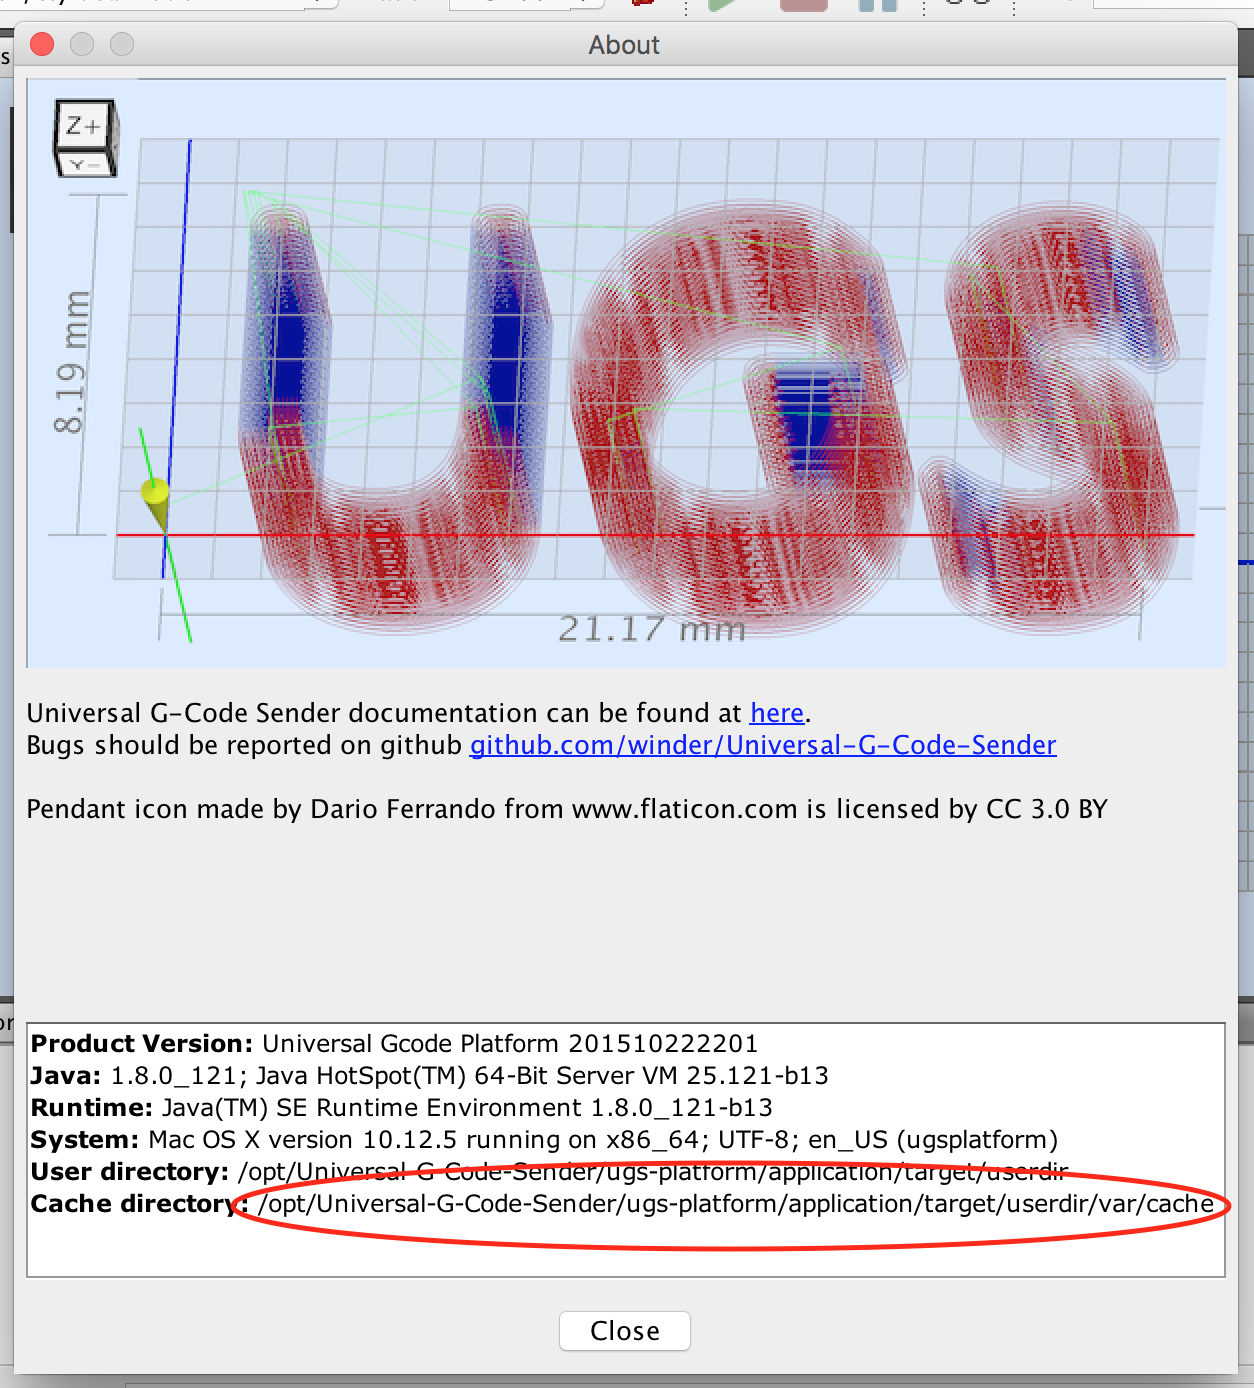 About
Z+
Y-
8.19 mm
21.17 mm
Universal G-Code Sender documentation can be found at here.
Bugs should be reported on github github.com/winder/Universal-G-Code-Sender
Pendant icon made by Dario Ferrando from www.flaticon.com is licensed by CC 3.0 BY
Product Version: Universal Gcode Platform 201510222201
Java: 1.8.0_121; Java HotSpot(TM) 64-Bit Server VM 25.121-b13
Runtime: Java(TM) SE Runtime Environment 1.8.0_121-b13
System: Mac OS X version 10.12.5 running on x86_64; UTF-8; en_US (ugsplatform)
User directory: /opt/Universal-G-Code-Sender/ugs-platform/application/target/userdir
Cache directory: /opt/Universal-G-Code-Sender/ugs-platform/application/target/userdir/var/cache
Close